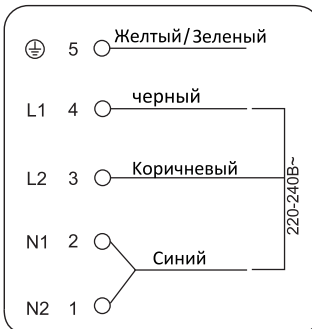 5 Желтый/Зеленый
L1 4 черный
L2 3 Коричневый
220-240В~
N1 2
Синий
N2 1